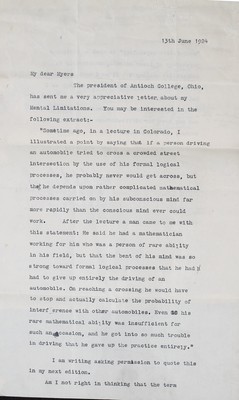 13th June 1924
My dear Myers
The president of Antioch College, Ohio,
has sent me a very appreciative letter about my
Mental Limitations. You may be interested in the
following extract:-
"Sometime ago, in a lecture in Colorado, I
illustrated a point by saying that if a person driving
an automobile tried to cross a crowded street
intersection by the use of his formal logical
processes, he probably never would get across, but
that he depends upon rather complicated mathematical
processes carried on by his subconscious mind far
more rapidly than the conscious mind ever could
work. After the lecture a man came to me with
this statement: He said he had a mathematician
working for him who was a person of rare ability
in his field, but that the bent of his mind was so
strong toward formal logical processes that he had
had to give up entirely the driving of an
automobile. On reaching a crossing he would have
to stop and actually calculate the probability of
interference with other automobiles. Even his
rare mathematical ability was insufficient for
such an occasion, and he got into so much trouble
in driving that he gave up the practice entirely."
I am writing asking permission to quote this
in my next edition.
Am I not right in thinking that the term